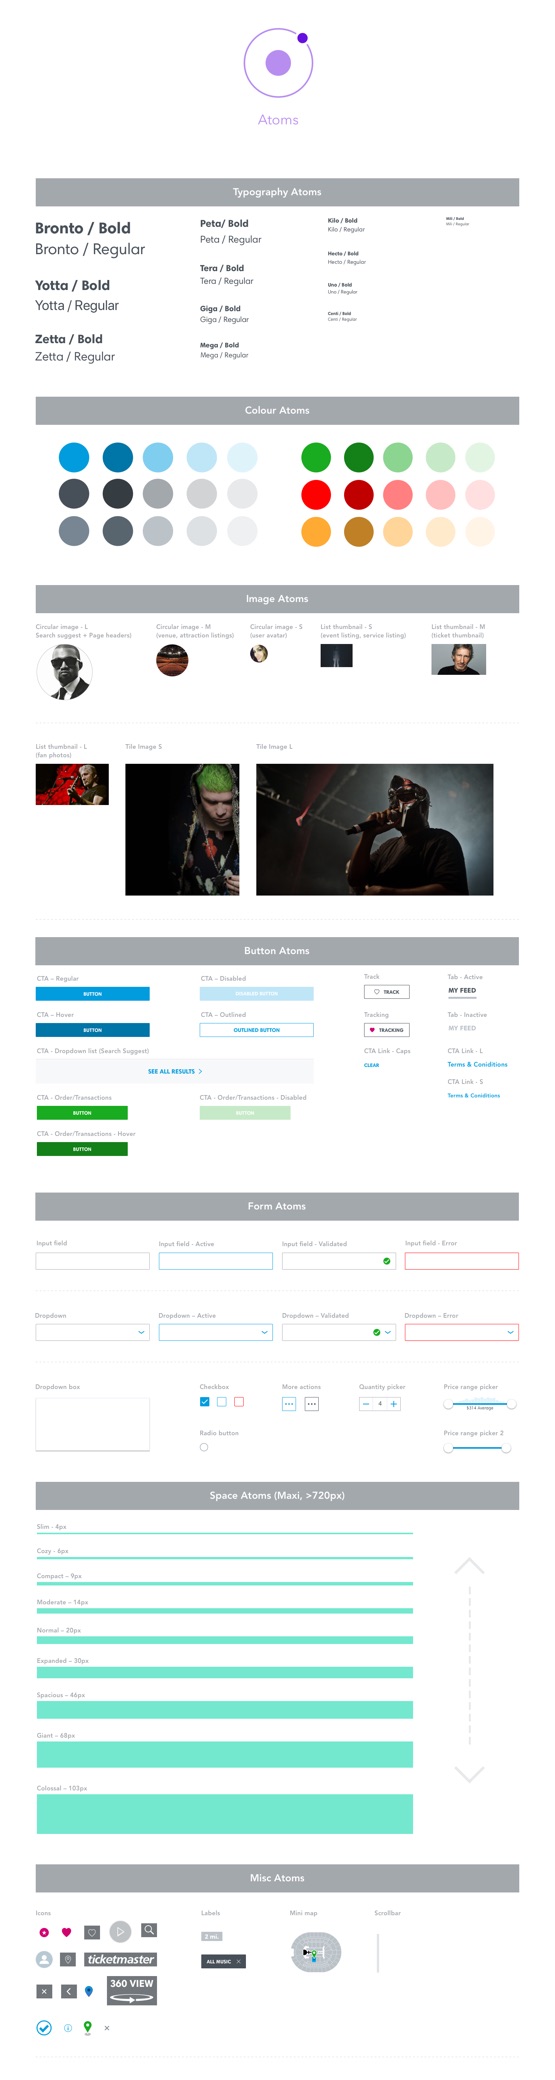 Atoms
Typography Atoms
Bronto / Bold
Bronto / Regular
Yotta / Bold
Yotta / Regular
Zetta / Bold
Zetta / Regular
Peta/ Bold
Peta / Regular
Tera / Bold
Tera / Regular
Giga / Bold
Giga / Regular
Mega / Bold
Mega / Regular
Kilo / Bold
Kilo / Regular
Hecto / Bold
Hecto / Regular
Uno / Bold
Uno / Regular
Centi / Bold
Centi / Regular
Mili / Bold
Mili / Regular
Colour Atoms
Image Atoms
Circular image - L
Search suggest + Page headers)
Circular image - M
(venue, attraction listings)
Circular image - S
(user avatar)
List thumbnail - S
(event listing, service listing)
List thumbnail - M
(ticket thumbnail)
List thumbnail - L
(fan photos)
Tile Image S
Tile Image L
Button Atoms
CTA – Regular
BUTTON
CTA – Disabled
DISABLED BUTTON
CTA – Hover
BUTTON
CTA – Outlined
OUTLINED BUTTON
CTA - Dropdown list (Search Suggest)
SEE ALL RESULTS
CTA - Order/Transactions
BUTTON
CTA - Order/Transactions - Disabled
BUTTON
CTA - Order/Transactions - Hover
BUTTON
Track
TRACK
Tracking
TRACKING
CTA Link - Caps
CLEAR
Tab - Active
MY FEED
Tab - Inactive
MY FEED
CTA Link - L
Terms & Coniditions
CTA Link - S
Terms & Coniditions
Form Atoms
Input field
Input field - Active
Input field - Validated
Input field - Error
Dropdown
Dropdown – Active
Dropdown – Validated
Dropdown – Error
Dropdown box
Checkbox
More actions
Quantity picker
4
Price range picker
$314 Average
Radio button
Price range picker 2
Space Atoms (Maxi, >720px)
Slim - 4px
Cozy - 6px
Compact – 9px
Moderate – 14px
Normal – 20px
Expanded – 30px
Spacious – 46px
Giant – 68px
Colossal – 103px
Misc Atoms
Icons
ticketmaster
360 VIEW
Labels
2 mi.
ALL MUSIC
Mini map
Scrollbar